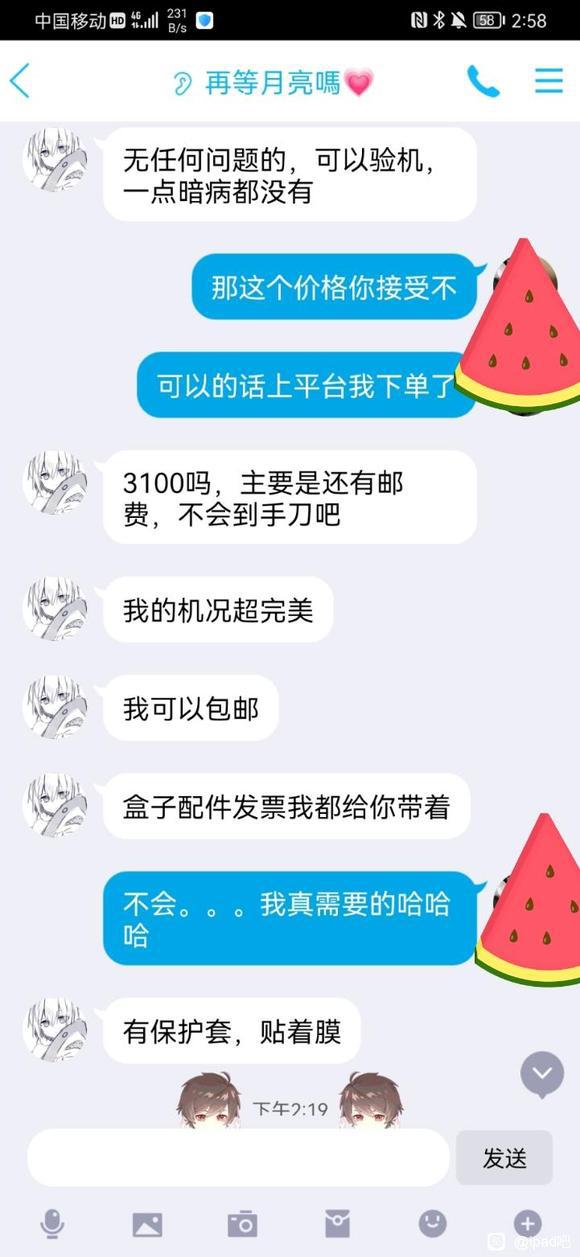 中国移动 HD 4G 231 B/s 58 2:58
再等月亮嗎
无任何问题的，可以验机，
一点暗病都没有
那这个价格你接受不
可以的话上平台我下单了
3100吗，主要是还有邮
费，不会到手刀吧
我的机况超完美
我可以包邮
盒子配件发票我都给你带着
不会。。。我真需要的哈哈
哈
有保护套，贴着膜
下午2:19
发送
@ipad吧